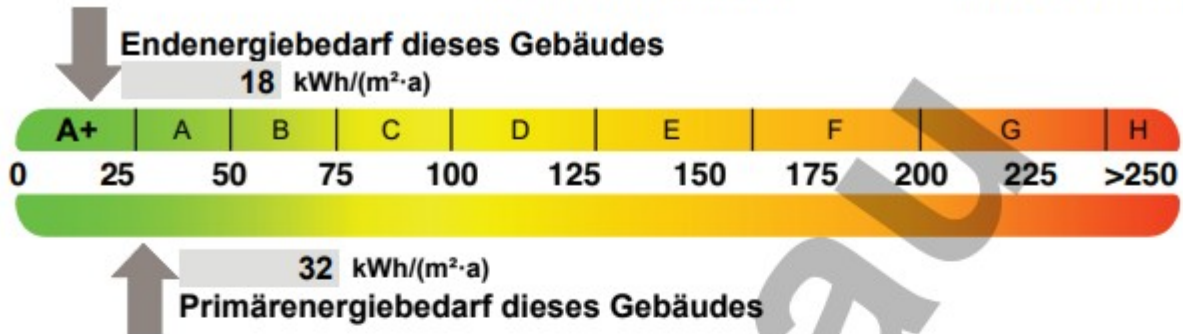 Endenergiebedarf dieses Gebäudes
18 kWh/(m²·a)
A+ A B C D E F G H
0 25 50 75 100 125 150 175 200 225 >250
32 kWh/(m²·a)
Primärenergiebedarf dieses Gebäudes
au